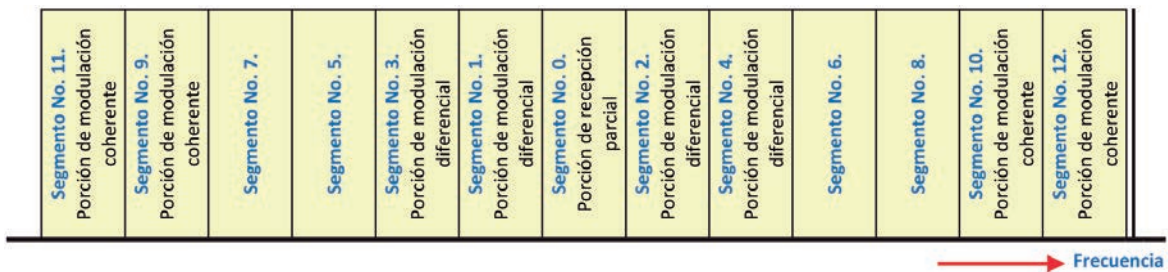 Segmento No. 11.
Porción de modulación
coherente
Segmento No. 9.
Porción de modulación
coherente
Segmento No. 7.
Segmento No. 5.
Segmento No. 3.
Porción de modulación
diferencial
Segmento No. 1.
Porción de modulación
diferencial
Segmento No. 0.
Porción de recepción
parcial
Segmento No. 2.
Porción de modulación
diferencial
Segmento No. 4.
Porción de modulación
diferencial
Segmento No. 6.
Segmento No. 8.
Segmento No. 10.
Porción de modulación
coherente
Segmento No. 12.
Porción de modulación
coherente
Frecuencia